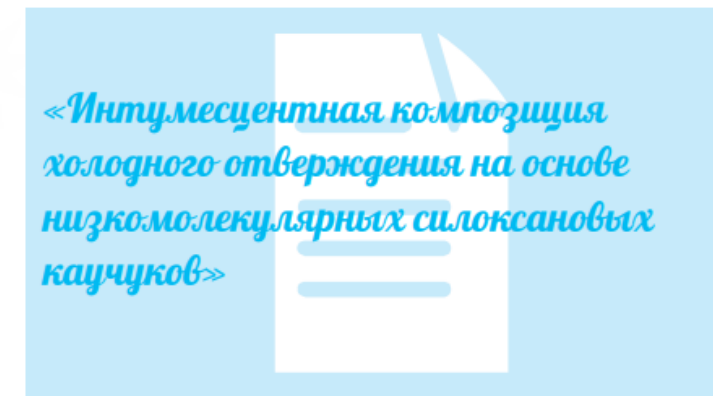 «Интумесцентная композиция
холодного отверждения на основе
низкомолекулярных силоксановых
каучуков»